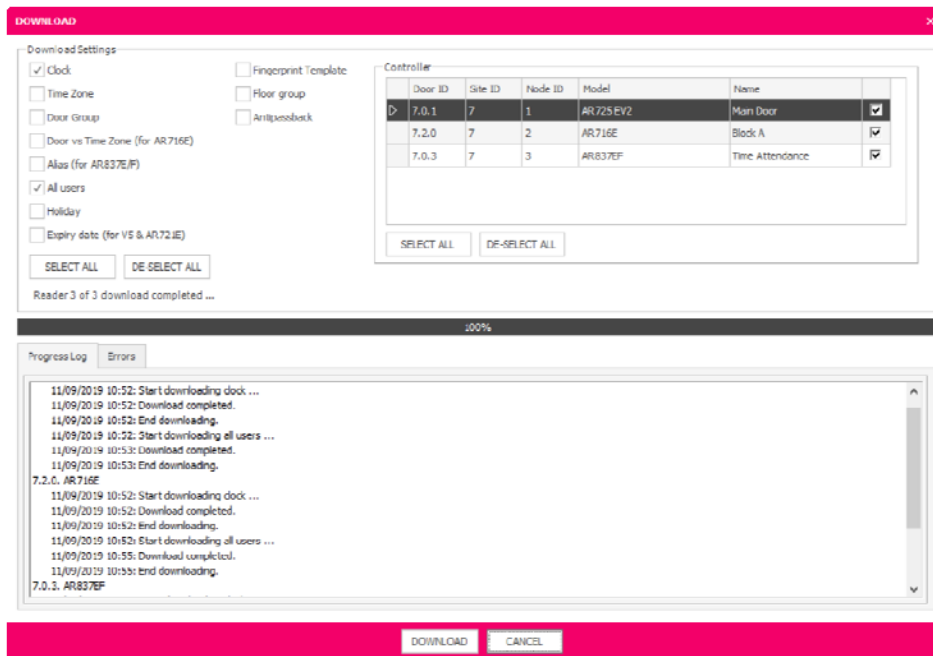 DOWNLOAD
Download Settings
Clock
Time Zone
Door Group
Door vs Time Zone (for AR716E)
Alias (for AR837E/F)
All users
Holiday
Expiry date (for V5 & AR721E)
Fingerprint Template
Floor group
Antipassback
SELECT ALL DE-SELECT ALL
Reader 3 of 3 download completed ...
Controller
Door ID Site ID Node ID Model Name
7.0.1 7 1 AR725EV2 Main Door
7.2.0 7 2 AR716E Block A
7.0.3 7 3 AR837EF Time Attendance
SELECT ALL DE-SELECT ALL
100%
Progress Log Errors
11/09/2019 10:52: Start downloading clock ...
11/09/2019 10:52: Download completed.
11/09/2019 10:52: End downloading.
11/09/2019 10:52: Start downloading all users ...
11/09/2019 10:53: Download completed.
11/09/2019 10:53: End downloading.
7.2.0. AR716E
11/09/2019 10:52: Start downloading clock ...
11/09/2019 10:52: Download completed.
11/09/2019 10:52: End downloading.
11/09/2019 10:52: Start downloading all users ...
11/09/2019 10:55: Download completed.
11/09/2019 10:55: End downloading.
7.0.3. AR837EF
DOWNLOAD CANCEL